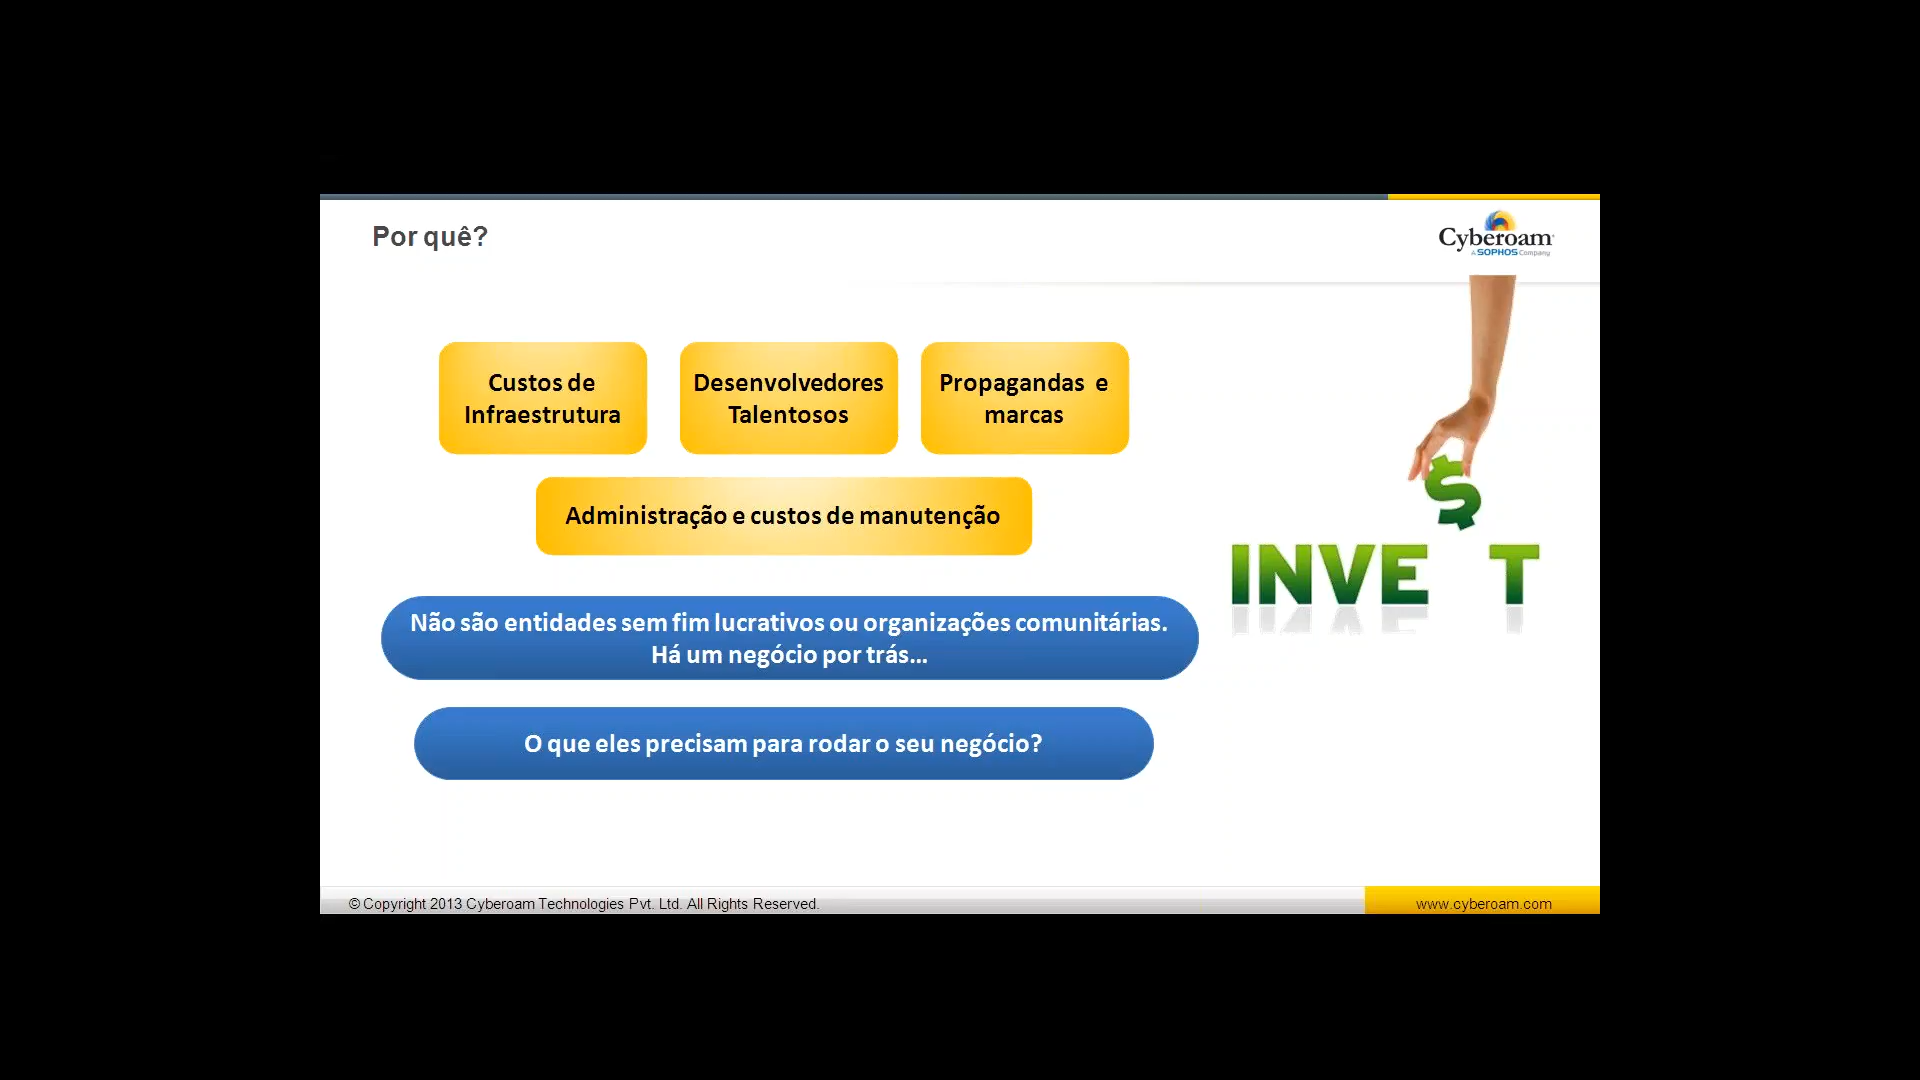 Por quê?
Cyberoam
A SOPHOS Company
Custos de
Infraestrutura
Desenvolvedores
Talentosos
Propagandas e
marcas
Administração e custos de manutenção
$
INVE T
Não são entidades sem fim lucrativos ou organizações comunitárias.
Há um negócio por trás...
O que eles precisam para rodar o seu negócio?
© Copyright 2013 Cyberoam Technologies Pvt. Ltd. All Rights Reserved.
www.cyberoam.com